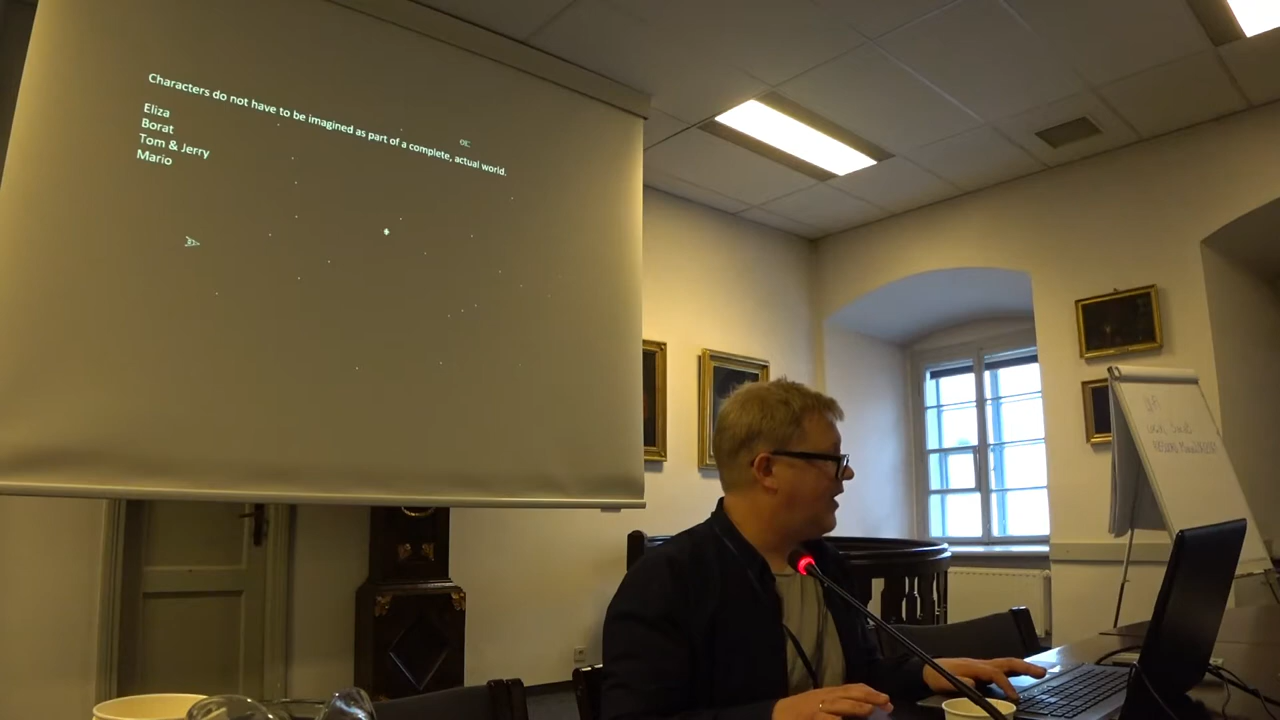 Characters do not have to be imagined as part of a complete, actual world.
Eliza
Borat
Tom & Jerry
Mario